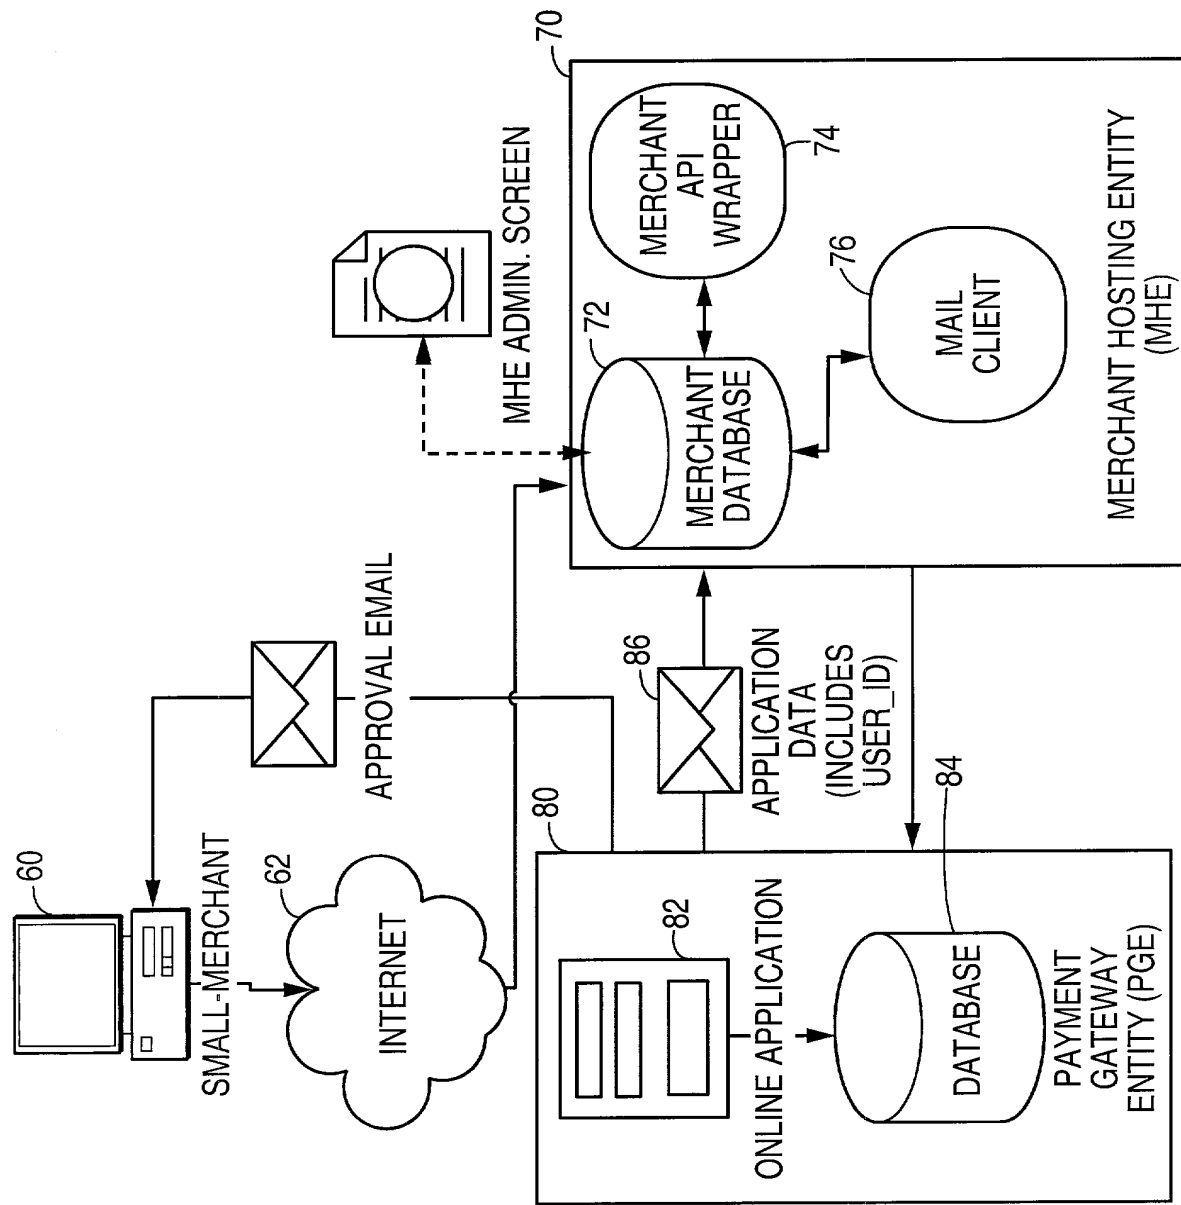 60
SMALL-MERCHANT
62
INTERNET
APPROVAL EMAIL
MHE ADMIN. SCREEN
70
72
MERCHANT
DATABASE
MERCHANT
API
WRAPPER
74
76
MAIL
CLIENT
MERCHANT HOSTING ENTITY
(MHE)
86
APPLICATION
DATA
(INCLUDES
USER_ID)
80
82
ONLINE APPLICATION
84
DATABASE
PAYMENT
GATEWAY
ENTITY (PGE)